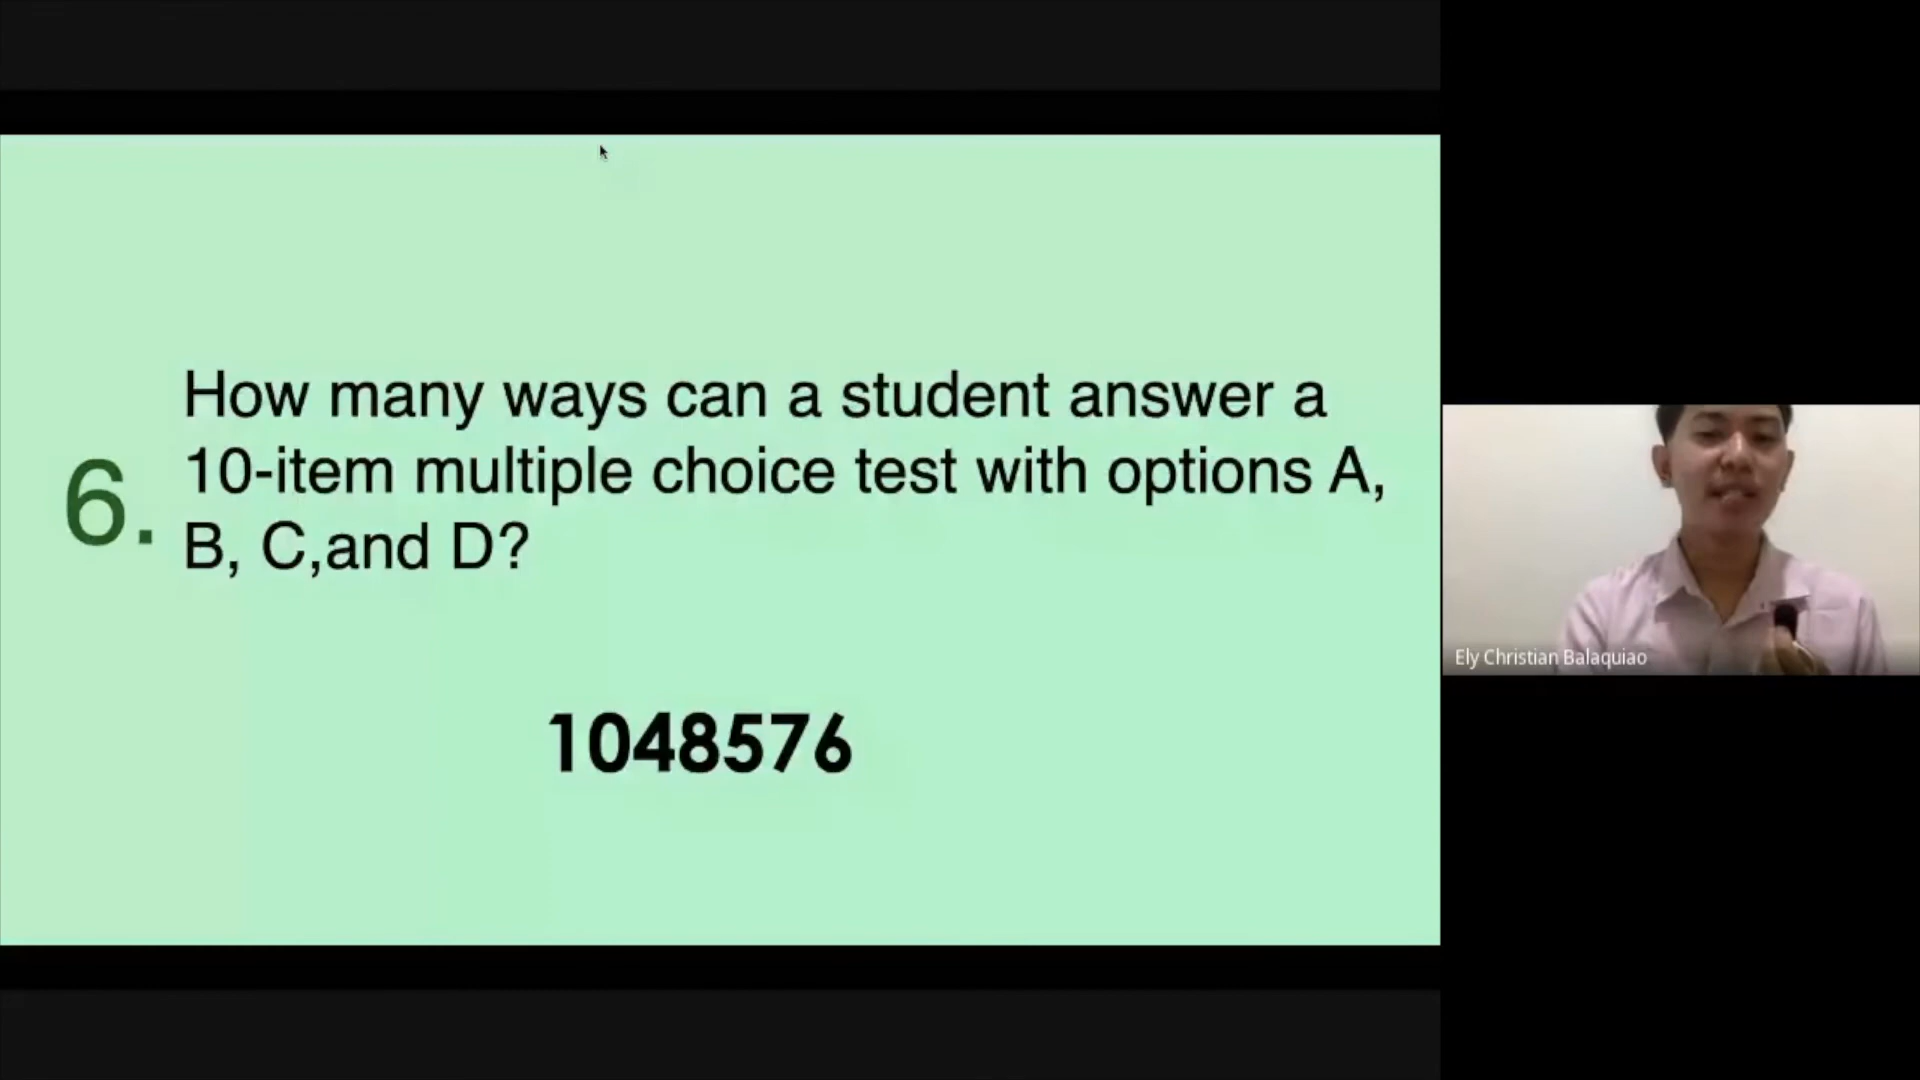 6.
How many ways can a student answer a
10-item multiple choice test with options A,
B, C,and D?
1048576
Ely Christian Balaquiao